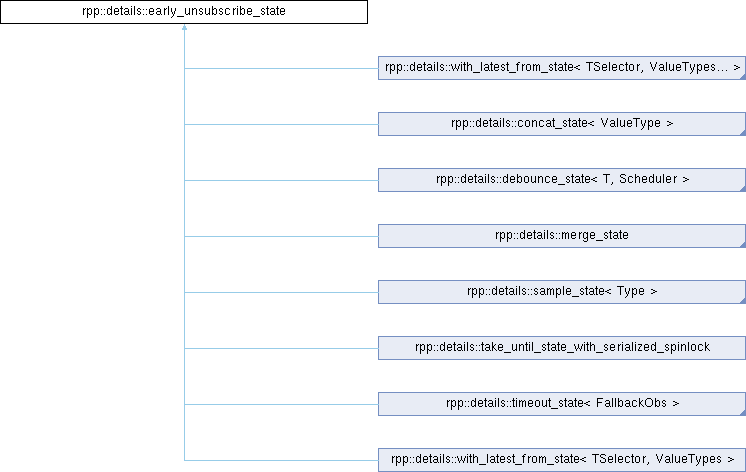 rpp::details::early_unsubscribe_state
rpp::details::with_latest_from_state< TSelector, ValueTypes... >
rpp::details::concat_state< ValueType >
rpp::details::debounce_state< T, Scheduler >
rpp::details::merge_state
rpp::details::sample_state< Type >
rpp::details::take_until_state_with_serialized_spinlock
rpp::details::timeout_state< FallbackObs >
rpp::details::with_latest_from_state< TSelector, ValueTypes >